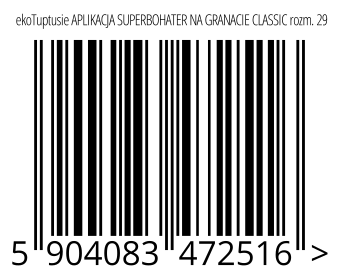 ekoTuptusie APLIKACJA SUPERBOHATER NA GRANACIE CLASSIC rozm. 29
5 904083 472516 >